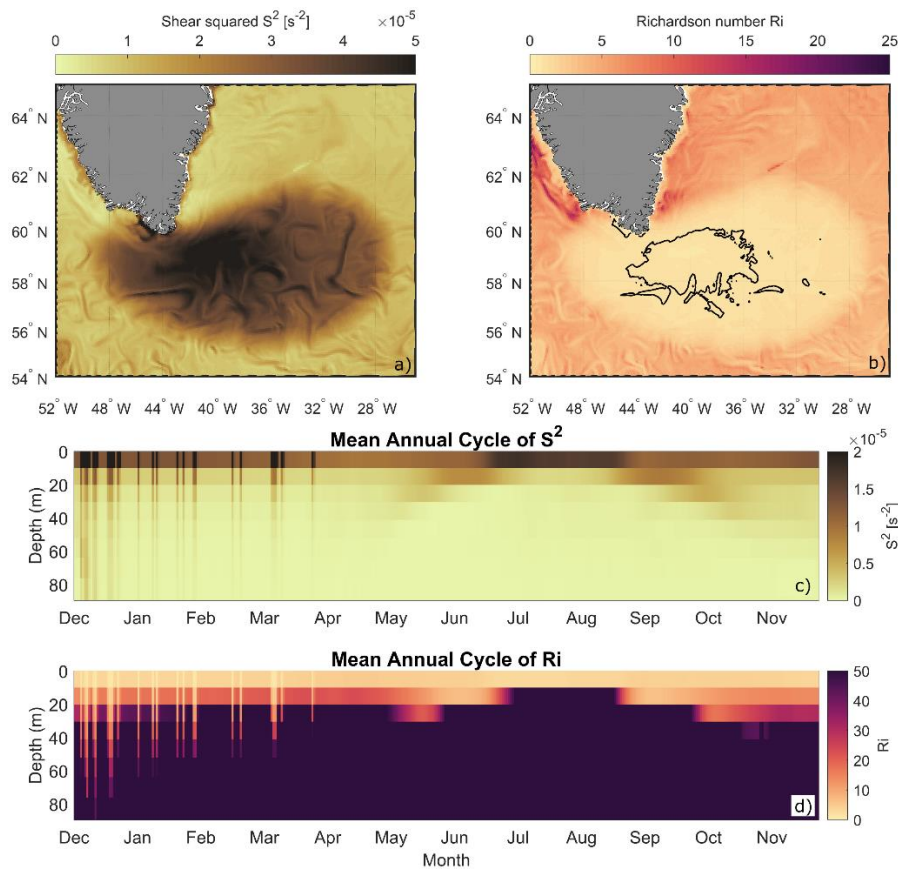 Shear squared S² [s⁻²]
×10⁻⁵
0 1 2 3 4 5
Richardson number Ri
0 5 10 15 20 25
64° N
62° N
60° N
58° N
56° N
54° N
a)
52° W 48° W 44° W 40° W 36° W 32° W 28° W
64° N
62° N
60° N
58° N
56° N
54° N
b)
52° W 48° W 44° W 40° W 36° W 32° W 28° W
Mean Annual Cycle of S²
×10⁻⁵
Depth (m)
0
20
40
60
80
c)
Dec Jan Feb Mar Apr May Jun Jul Aug Sep Oct Nov
2
1.5
1
0.5
0
S² [s⁻²]
Mean Annual Cycle of Ri
Depth (m)
0
20
40
60
80
d)
Dec Jan Feb Mar Apr May Jun Jul Aug Sep Oct Nov
Month
50
40
30
20
10
0
Ri